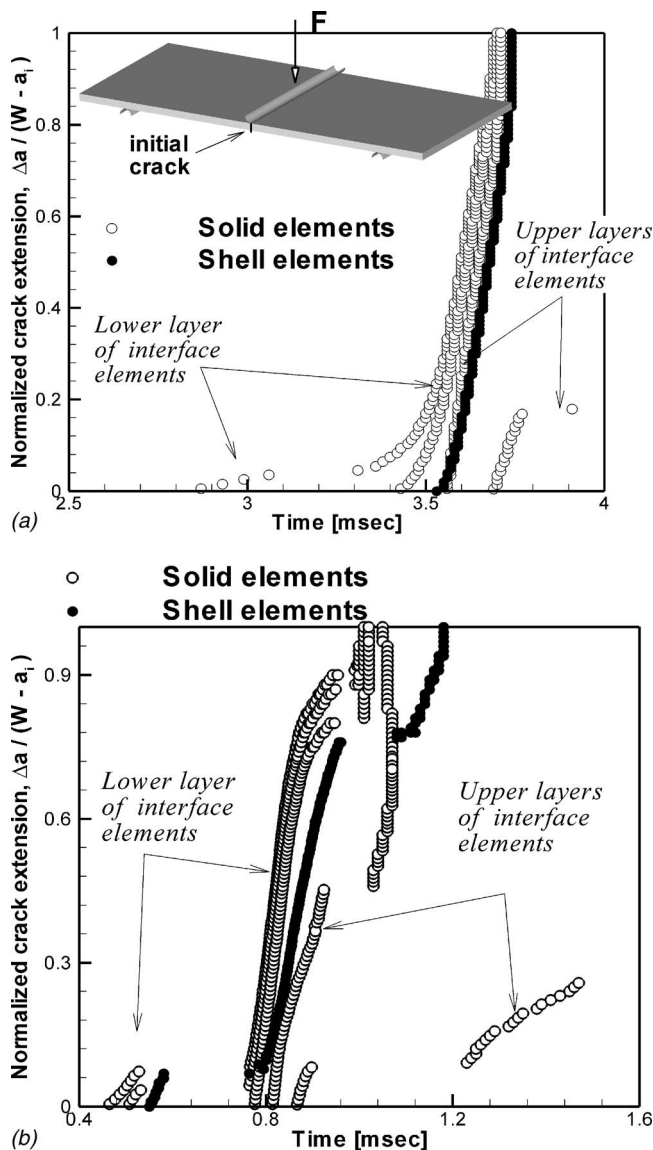 (a)
F
initial
crack
Solid elements
Shell elements
Lower layer
of interface
elements
Upper layers
of interface
elements
Normalized crack extension, Δa / (W - aᵢ)
1
0.8
0.6
0.4
0.2
0
2.5
3
3.5
4
Time [msec]
(b)
Solid elements
Shell elements
Lower layer
of interface
elements
Upper layers
of interface
elements
Normalized crack extension, Δa / (W - aᵢ)
0.9
0.6
0.3
0
0.4
0.8
1.2
1.6
Time [msec]